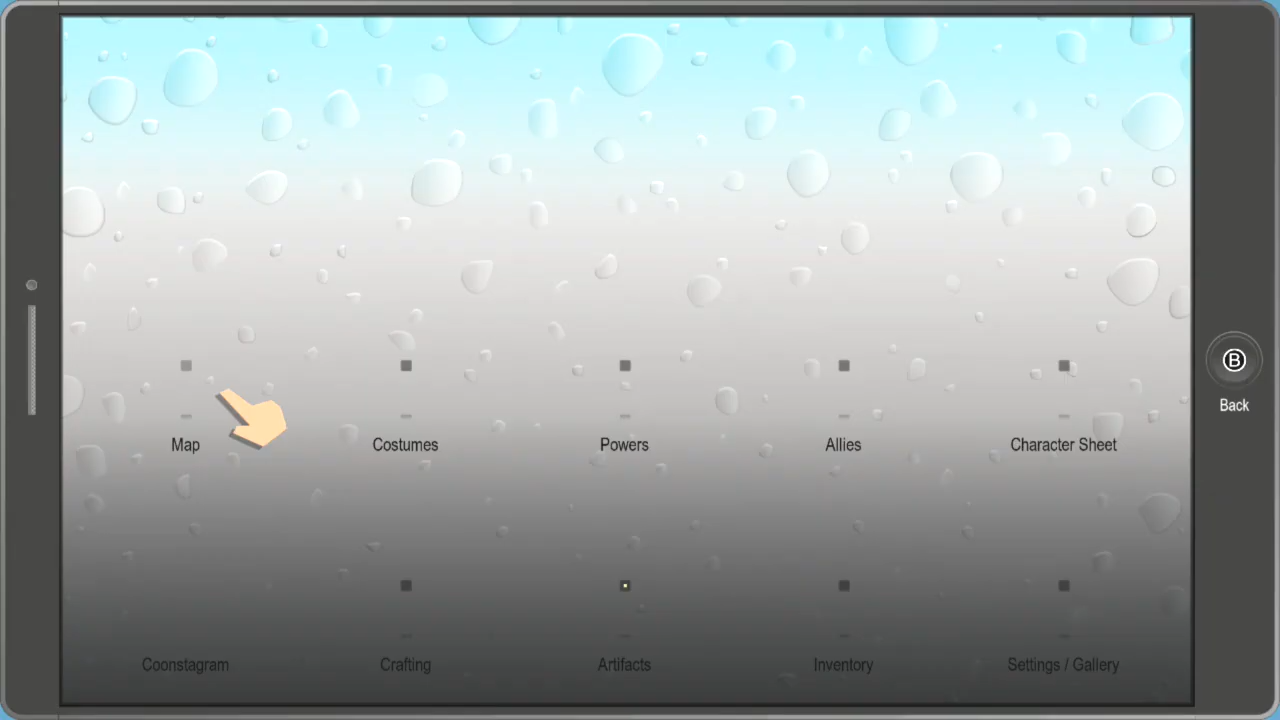 B
Back
Map
Costumes
Powers
Allies
Character Sheet
Coonstagram
Crafting
Artifacts
Inventory
Settings / Gallery